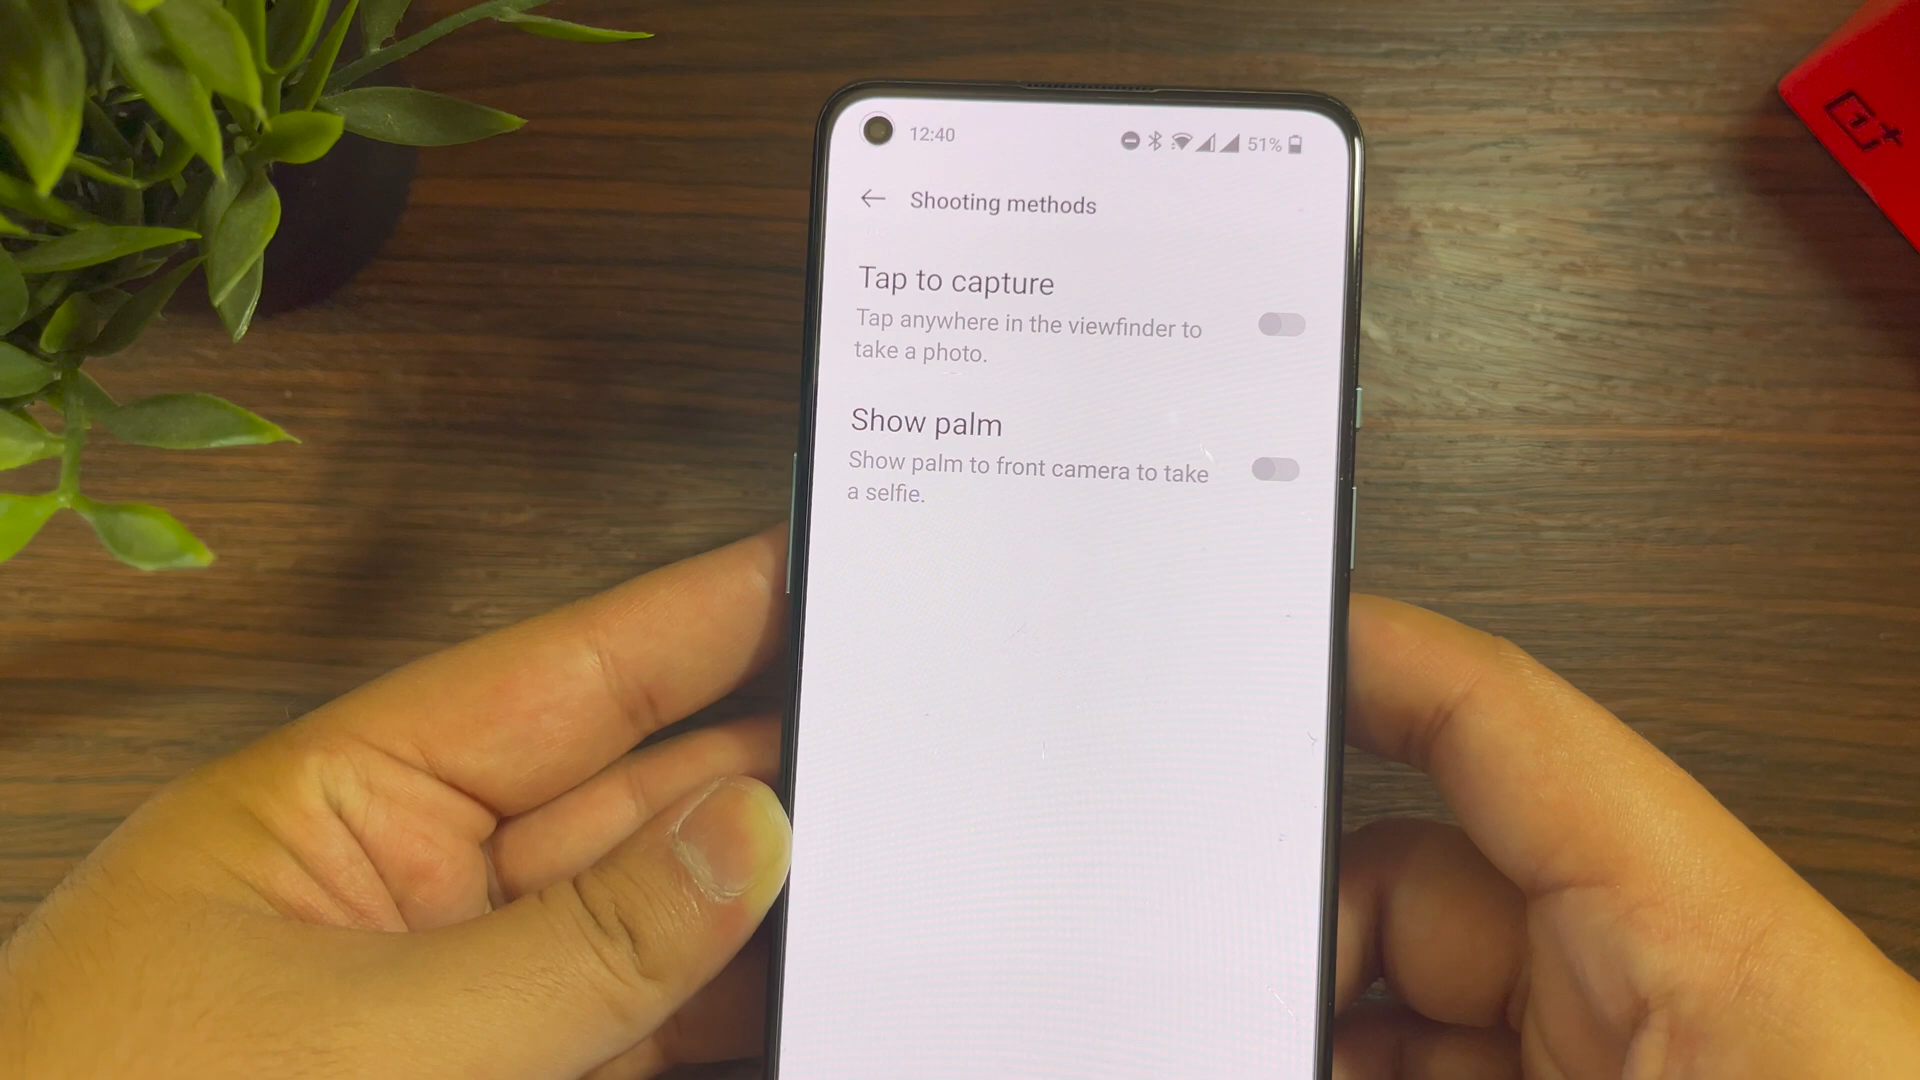 12:40
51%
Shooting methods
Tap to capture
Tap anywhere in the viewfinder to
take a photo.
Show palm
Show palm to front camera to take
a selfie.
1+